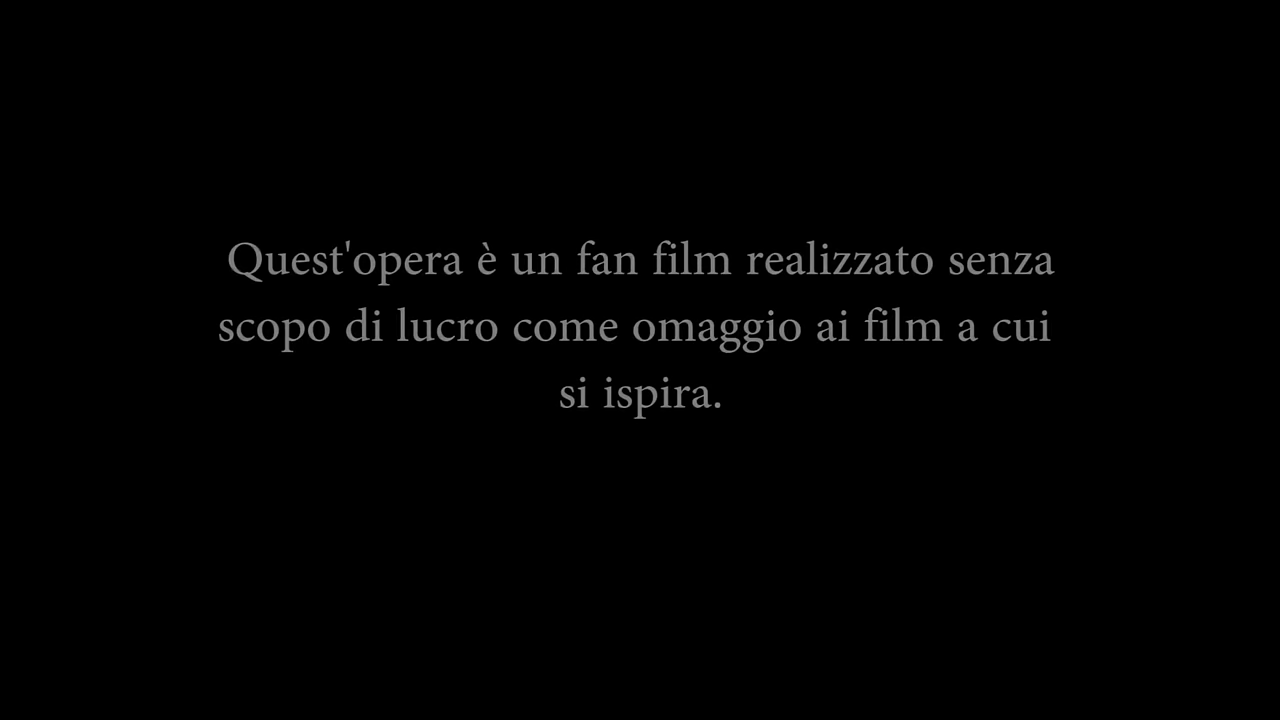 Quest'opera è un fan film realizzato senza
scopo di lucro come omaggio ai film a cui
si ispira.